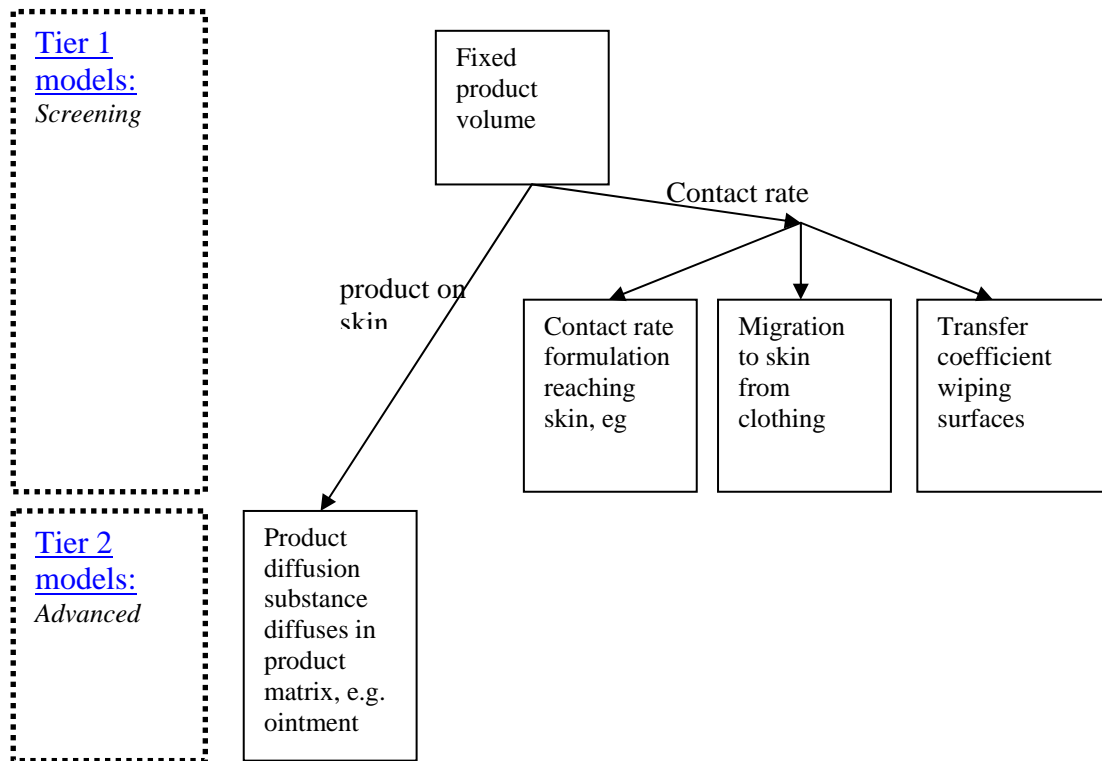 Tier 1
models:
Screening
Fixed
product
volume
Contact rate
product on
skin
Contact rate
formulation
reaching
skin, eg
Migration
to skin
from
clothing
Transfer
coefficient
wiping
surfaces
Tier 2
models:
Advanced
Product
diffusion
substance
diffuses in
product
matrix, e.g.
ointment